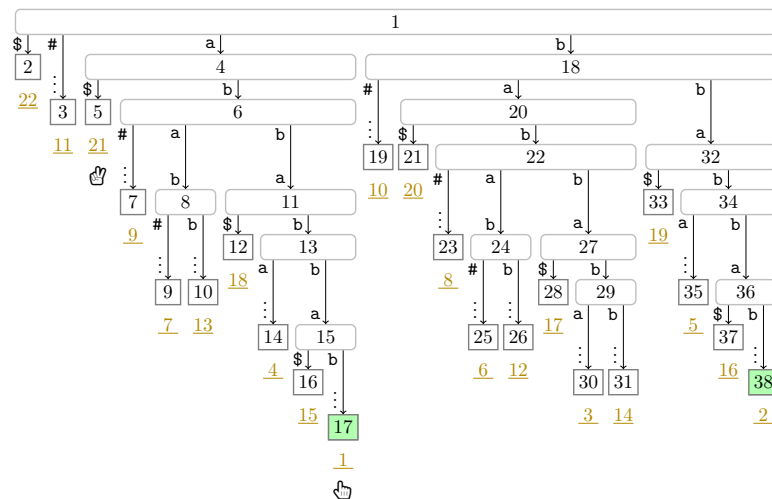 1
$ # a b
2 4 18
22 $ b # a b
3 5 6 20
11 21 # a b $ b a
19 21 22 32
10 20 # a b $ b
7 8 11 23 24 27 33 34
9 # b $ b 8 # b $ b 19 a b
12 13
18 a b
9 10 25 26 28 29 35 36
7 13 6 12 17 a b 5 $ b
14 15 37
4 $ b 16
16 30 31 38
15 3 14 2
17
1